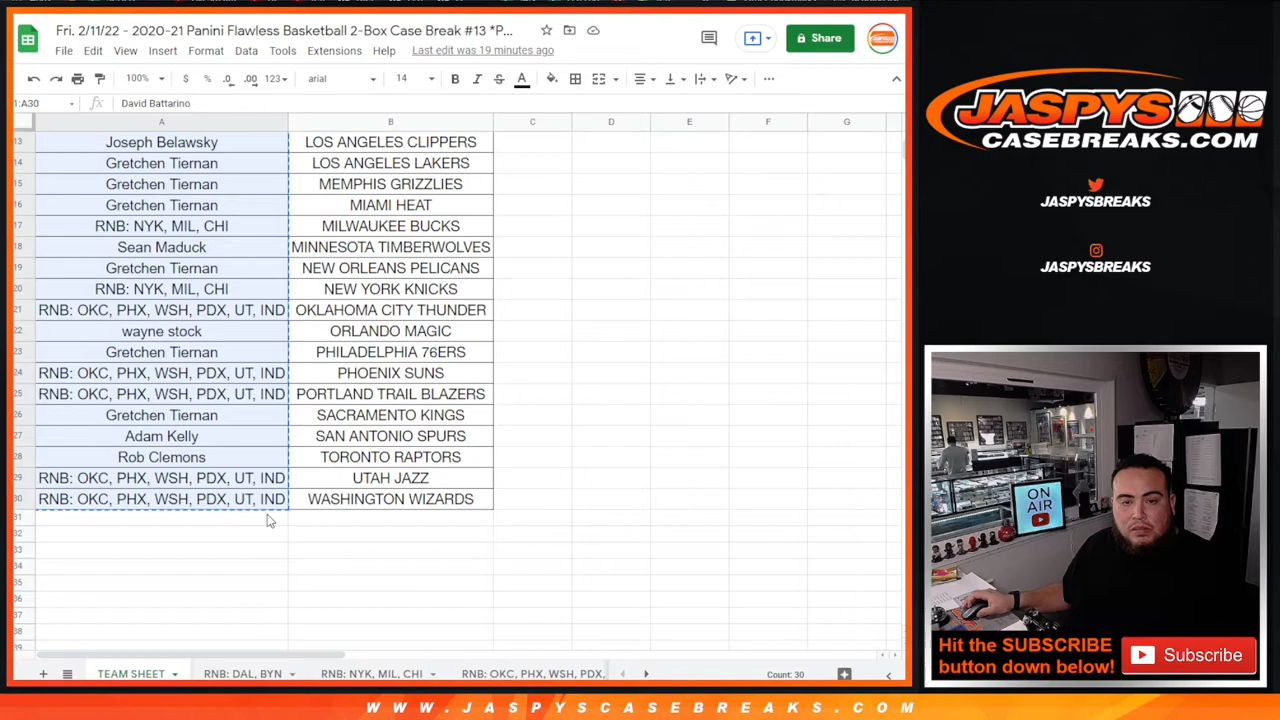 Fri. 2/11/22 - 2020-21 Panini Flawless Basketball 2-Box Case Break #13 *P...
File Edit View Insert Format Data Tools Extensions Help Last edit was 19 minutes ago
Share
100% $ % .0 .00 123 arial 14 B I S A
1:A30 fx David Battarino
A B C D E F G
13 Joseph Belawsky LOS ANGELES CLIPPERS
14 Gretchen Tiernan LOS ANGELES LAKERS
15 Gretchen Tiernan MEMPHIS GRIZZLIES
16 Gretchen Tiernan MIAMI HEAT
17 RNB: NYK, MIL, CHI MILWAUKEE BUCKS
18 Sean Maduck MINNESOTA TIMBERWOLVES
19 Gretchen Tiernan NEW ORLEANS PELICANS
20 RNB: NYK, MIL, CHI NEW YORK KNICKS
21 RNB: OKC, PHX, WSH, PDX, UT, IND OKLAHOMA CITY THUNDER
22 wayne stock ORLANDO MAGIC
23 Gretchen Tiernan PHILADELPHIA 76ERS
24 RNB: OKC, PHX, WSH, PDX, UT, IND PHOENIX SUNS
25 RNB: OKC, PHX, WSH, PDX, UT, IND PORTLAND TRAIL BLAZERS
26 Gretchen Tiernan SACRAMENTO KINGS
27 Adam Kelly SAN ANTONIO SPURS
28 Rob Clemons TORONTO RAPTORS
29 RNB: OKC, PHX, WSH, PDX, UT, IND UTAH JAZZ
30 RNB: OKC, PHX, WSH, PDX, UT, IND WASHINGTON WIZARDS
31
32
33
34
35
36
37
38
39
TEAM SHEET RNB: DAL, BYN RNB: NYK, MIL, CHI RNB: OKC, PHX, WSH, PDX, Count: 30
JASPYS
CASEBREAKS.COM
JASPYSBREAKS
JASPYSBREAKS
ON
AIR
Hit the SUBSCRIBE
button down below!
Subscribe
WWW.JASPYSCASEBREAKS.COM